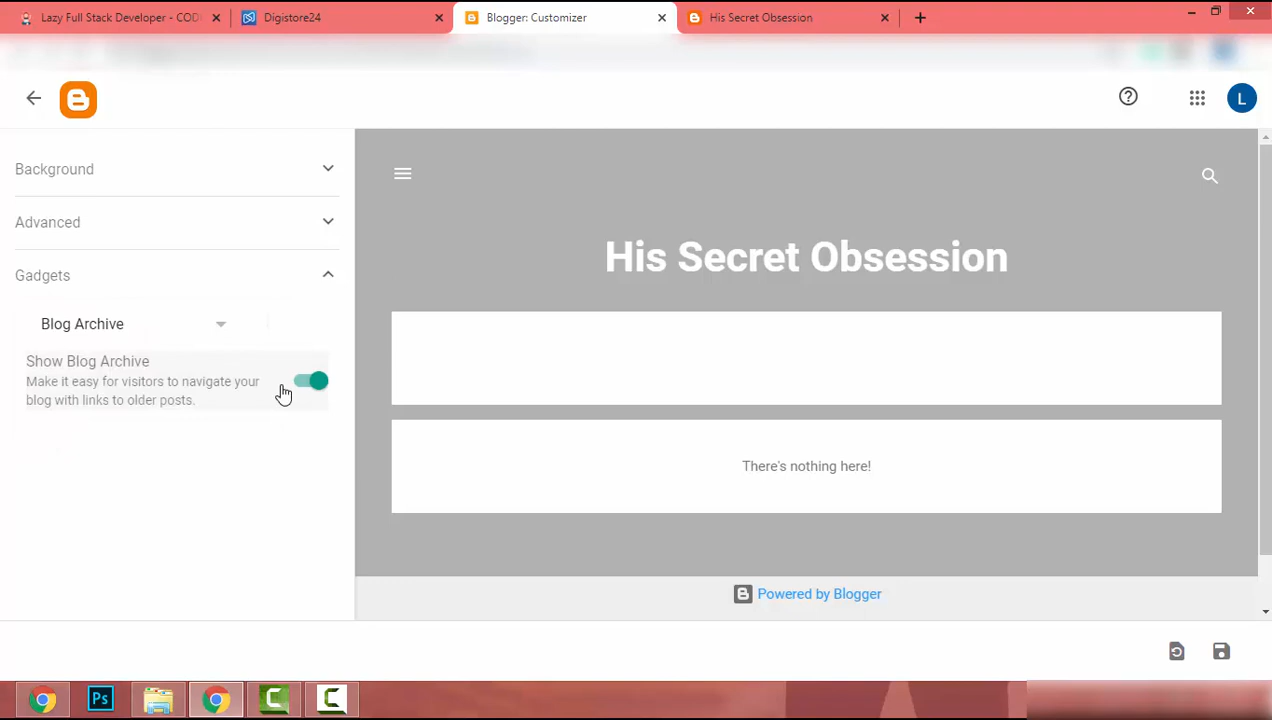 Lazy Full Stack Developer - COD
Digistore24
Blogger: Customizer
His Secret Obsession
L
Background
Advanced
Gadgets
Blog Archive
Show Blog Archive
Make it easy for visitors to navigate your
blog with links to older posts.
His Secret Obsession
There's nothing here!
Powered by Blogger
Ps